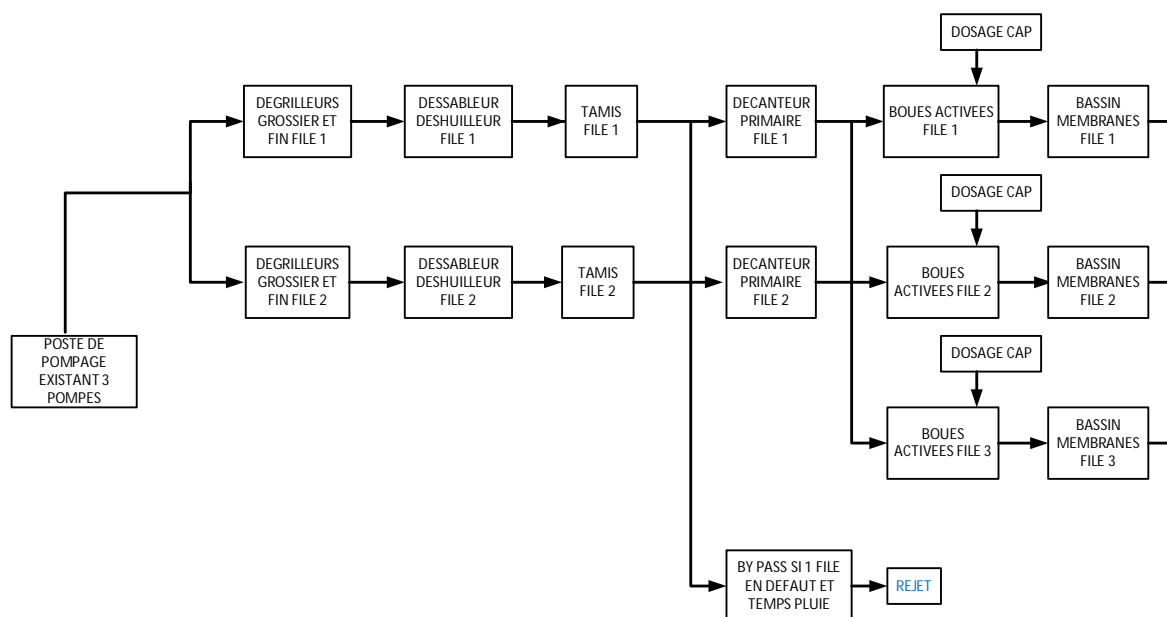 DOSAGE CAP
DEGRILLEURS
GROSSIER ET
FIN FILE 1
DESSABLEUR
DESHUILLEUR
FILE 1
TAMIS
FILE 1
DECANTEUR
PRIMAIRE
FILE 1
BOUES ACTIVEES
FILE 1
BASSIN
MEMBRANES
FILE 1
DOSAGE CAP
DEGRILLEURS
GROSSIER ET
FIN FILE 2
DESSABLEUR
DESHUILLEUR
FILE 2
TAMIS
FILE 2
DECANTEUR
PRIMAIRE
FILE 2
BOUES
ACTIVEES FILE 2
BASSIN
MEMBRANES
FILE 2
POSTE DE
POMPAGE
EXISTANT 3
POMPES
DOSAGE CAP
BOUES
ACTIVEES FILE 3
BASSIN
MEMBRANES
FILE 3
BY PASS SI 1 FILE
EN DEFAUT ET
TEMPS PLUIE
REJET